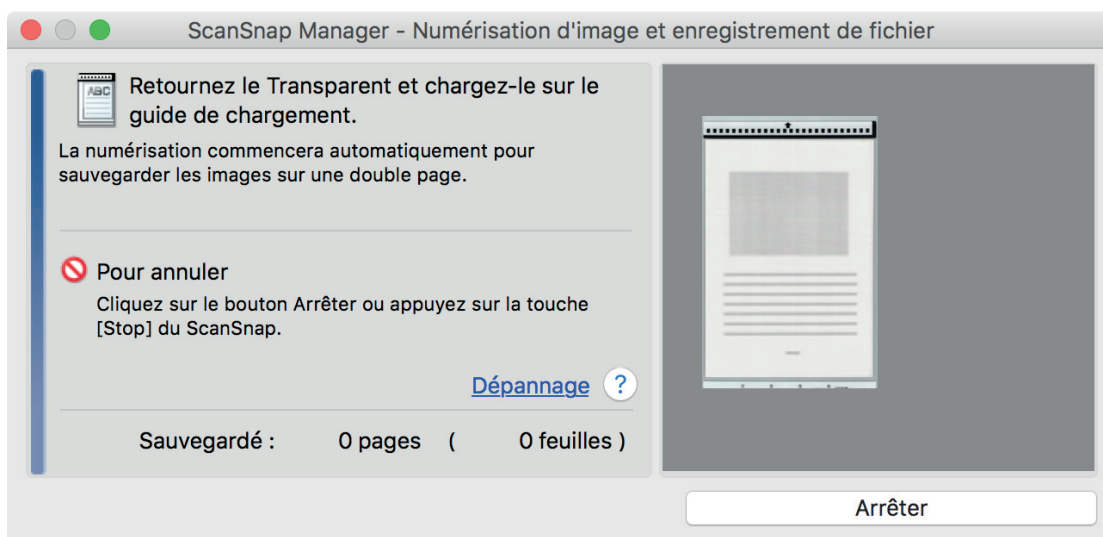 ScanSnap Manager - Numérisation d'image et enregistrement de fichier
ABC
Retournez le Transparent et chargez-le sur le
guide de chargement.
La numérisation commencera automatiquement pour
sauvegarder les images sur une double page.
Pour annuler
Cliquez sur le bouton Arrêter ou appuyez sur la touche
[Stop] du ScanSnap.
Dépannage ?
Sauvegardé : 0 pages ( 0 feuilles )
Arrêter